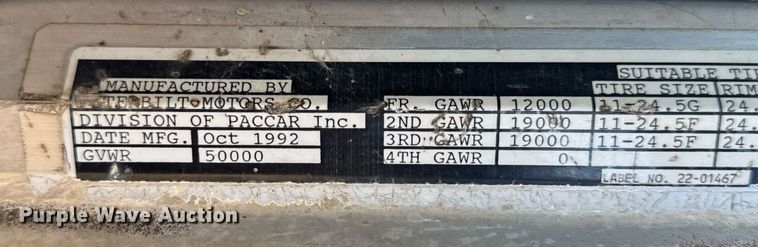 MANUFACTURED BY
TERBILT MOTORS CO.
DIVISION OF PACCAR Inc.
DATE MFG. Oct 1992
GVWR 50000
SUITABLE TI
TIRE SIZE RIM
FR. GAWR 12000 11-24.5G 24.
2ND GAWR 19000 11-24.5F 24.
3RD GAWR 19000 11-24.5F 24.
4TH GAWR 0
LABEL NO. 22-01467
Purple Wave Auction